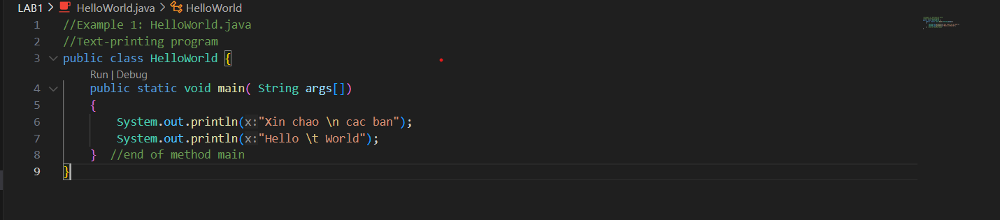 LAB1 > HelloWorld.java > HelloWorld
1 //Example 1: HelloWorld.java
2 //Text-printing program
3 public class HelloWorld {
Run | Debug
4 public static void main( String args[])
5 {
6 System.out.println(x:"Xin chao \n cac ban");
7 System.out.println(x:"Hello \t World");
8 } //end of method main
9 }